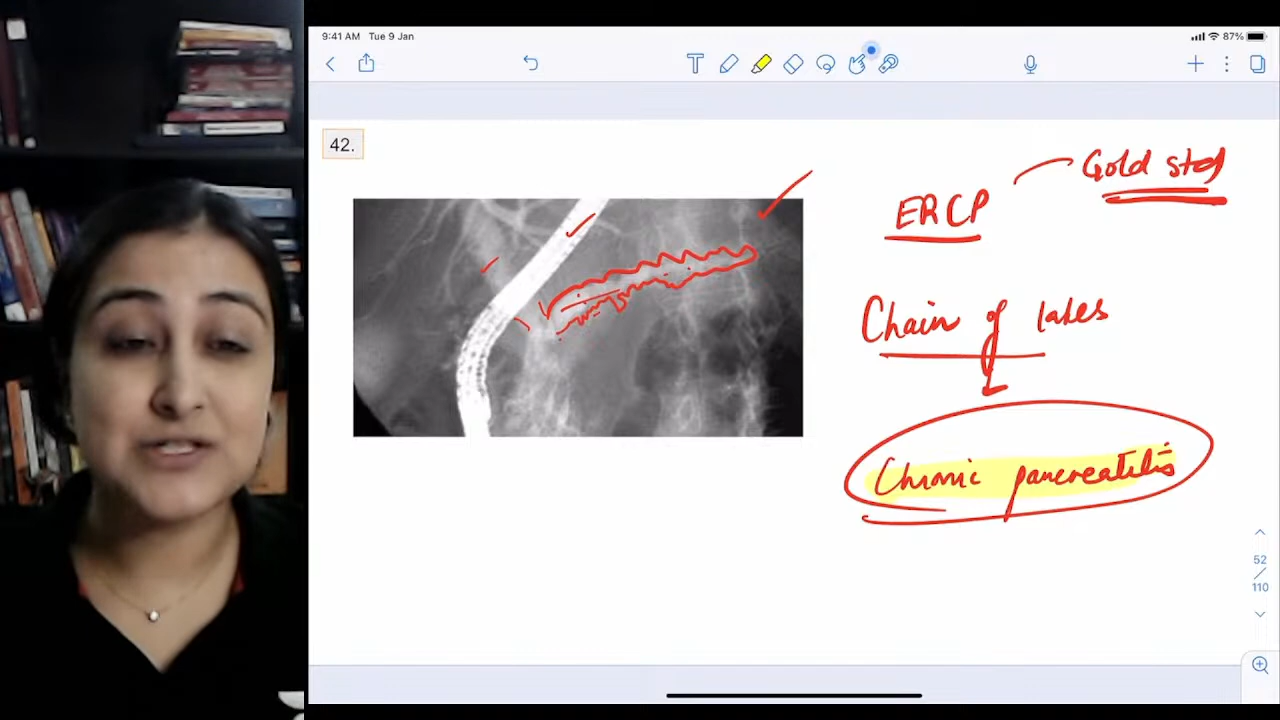 9:41 AM Tue 9 Jan
87%
42.
Gold std
ERCP
Chain of lakes
Chronic pancreatitis
52
110